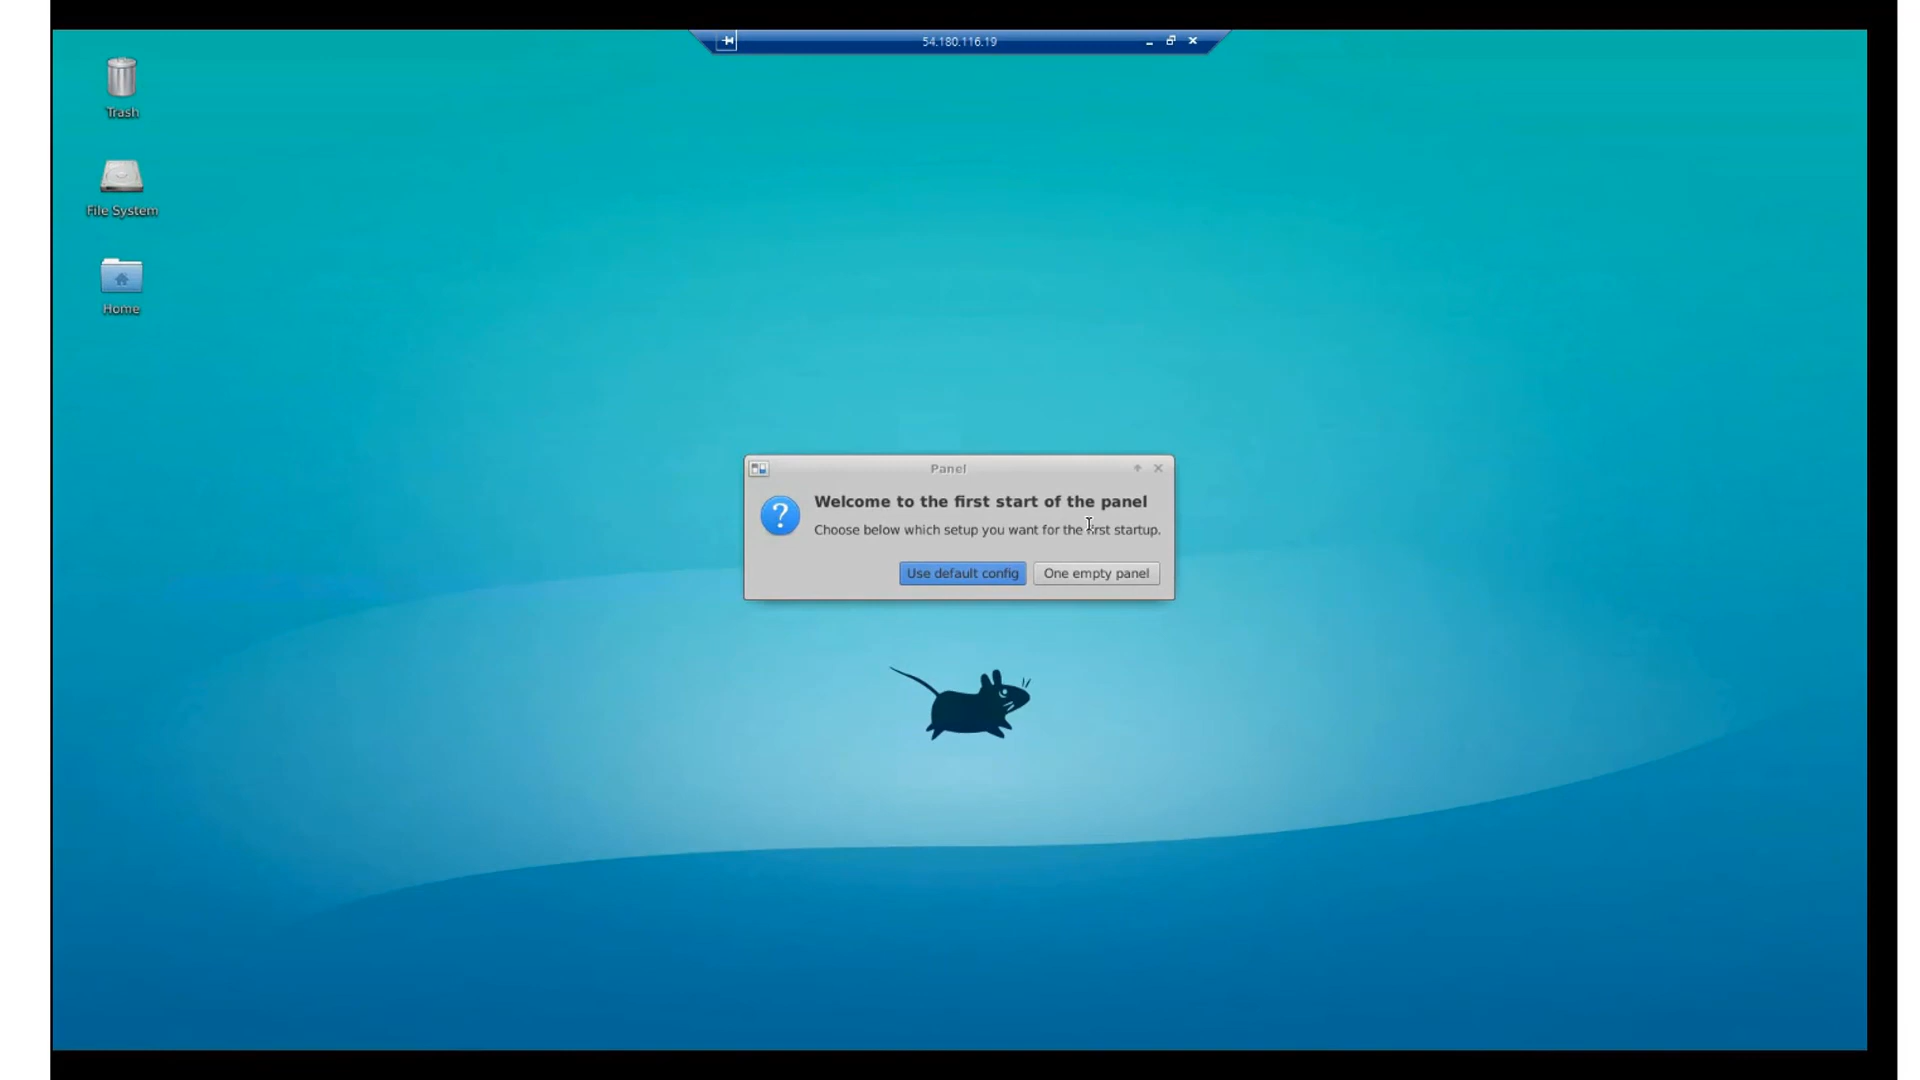 54.180.116.19
Trash
File System
Home
Panel
Welcome to the first start of the panel
Choose below which setup you want for the first startup.
Use default config
One empty panel